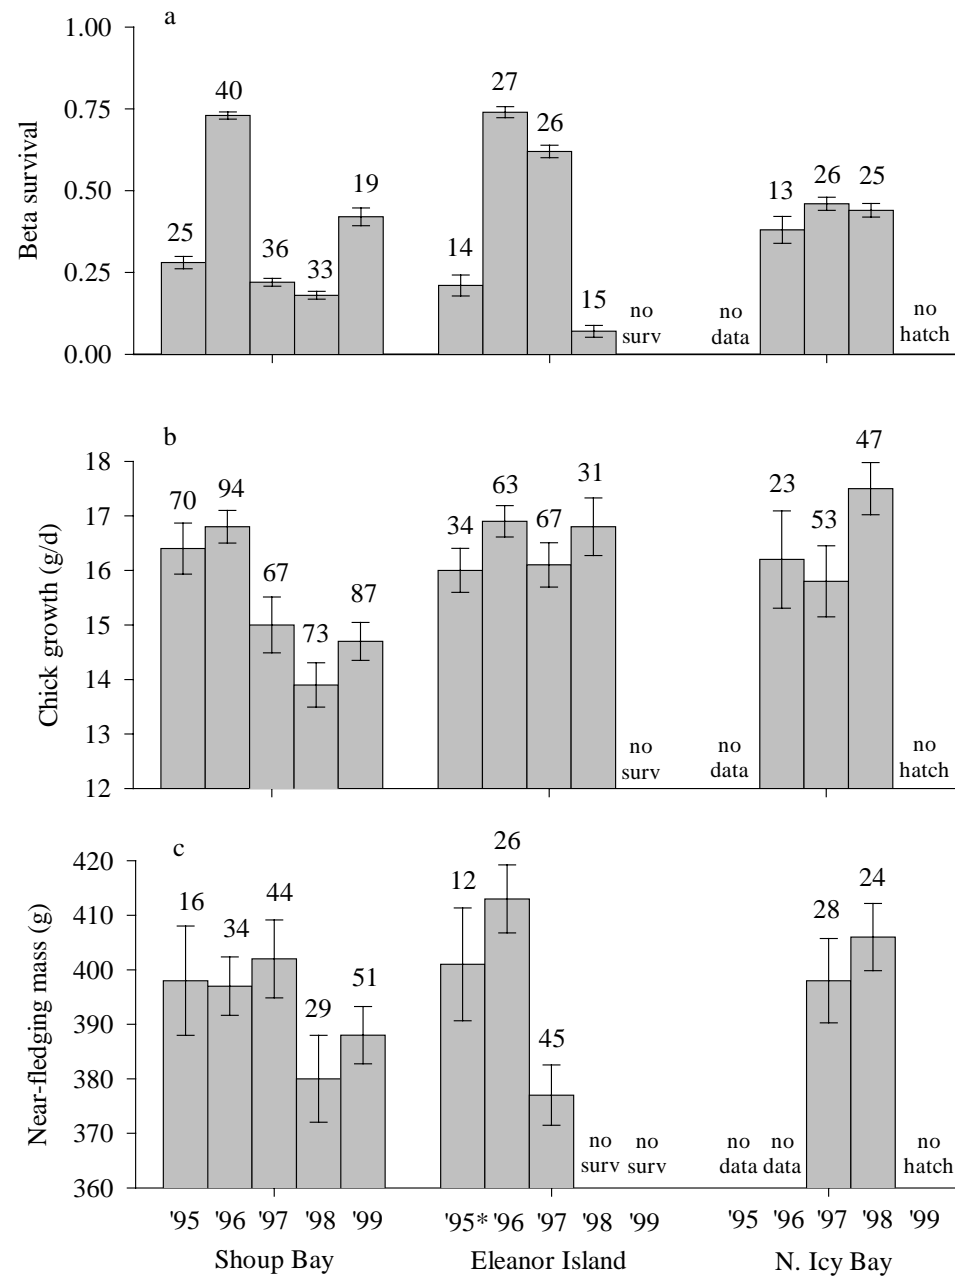 a
1.00
0.75
0.50
0.25
0.00
Beta survival
25
40
36
33
19
14
27
26
15
no
surv
no
data
13
26
25
no
hatch
b
18
17
16
15
14
13
12
Chick growth (g/d)
70
94
67
73
87
34
63
67
31
no
surv
no
data
23
53
47
no
hatch
c
420
410
400
390
380
370
360
Near-fledging mass (g)
16
34
44
29
51
12
26
45
no
surv
no
surv
no
data
no
data
28
24
no
hatch
'95 '96 '97 '98 '99
'95* '96 '97 '98 '99
'95 '96 '97 '98 '99
Shoup Bay
Eleanor Island
N. Icy Bay